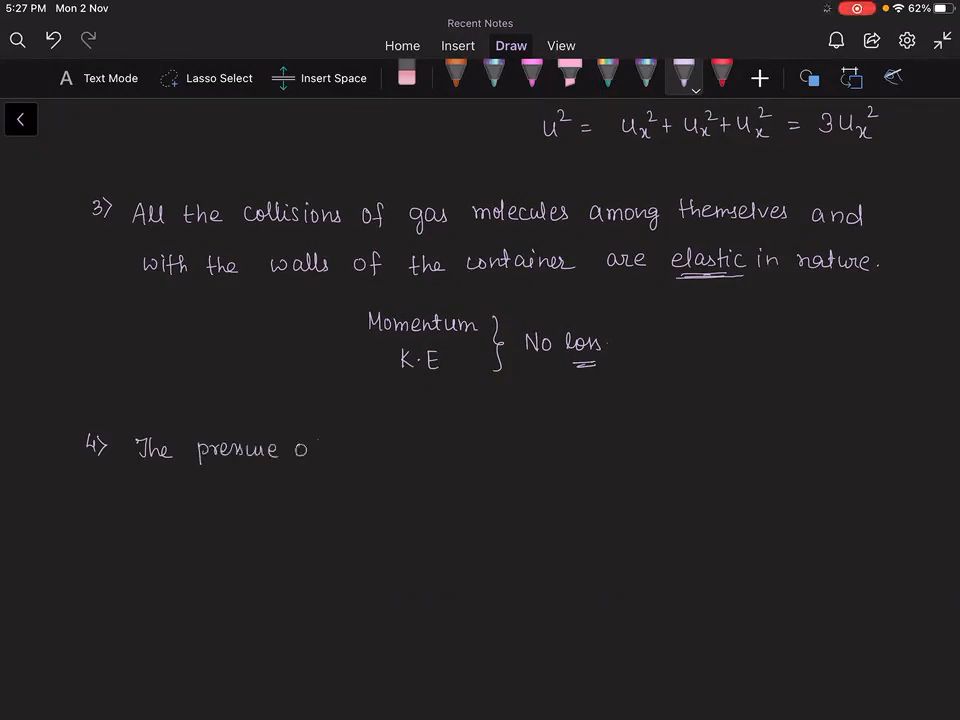 5:27 PM Mon 2 Nov
62%
Recent Notes
Home Insert Draw View
Text Mode Lasso Select Insert Space
u² = uₓ² + uₓ² + uₓ² = 3uₓ²
3) All the collisions of gas molecules among themselves and
with the walls of the container are elastic in nature.
Momentum
K.E } No loss.
4) The pressure o